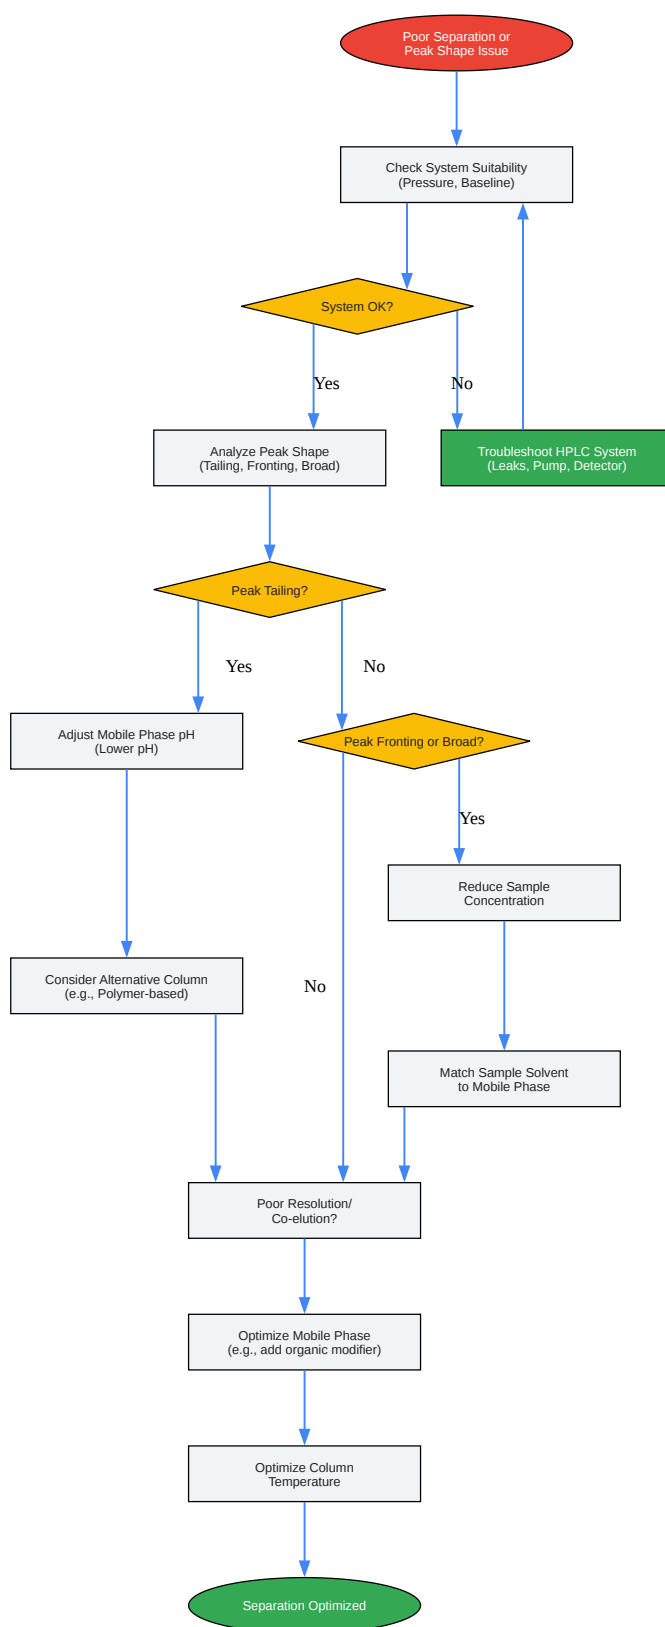 Poor Separation or
Peak Shape Issue
Check System Suitability
(Pressure, Baseline)
System OK?
Yes
No
Analyze Peak Shape
(Tailing, Fronting, Broad)
Troubleshoot HPLC System
(Leaks, Pump, Detector)
Peak Tailing?
Yes
No
Adjust Mobile Phase pH
(Lower pH)
Peak Fronting or Broad?
Yes
Reduce Sample
Concentration
Consider Alternative Column
(e.g., Polymer-based)
No
Match Sample Solvent
to Mobile Phase
Poor Resolution/
Co-elution?
Optimize Mobile Phase
(e.g., add organic modifier)
Optimize Column
Temperature
Separation Optimized